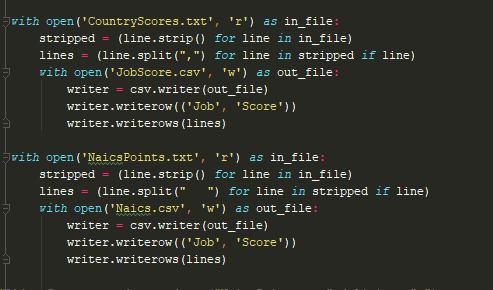 with open('CountryScores.txt', 'r') as in_file:
    stripped = (line.strip() for line in in_file)
    lines = (line.split(",") for line in stripped if line)
    with open('JobScore.csv', 'w') as out_file:
        writer = csv.writer(out_file)
        writer.writerow(('Job', 'Score'))
        writer.writerows(lines)

with open('NaicsPoints.txt', 'r') as in_file:
    stripped = (line.strip() for line in in_file)
    lines = (line.split("   ") for line in stripped if line)
    with open('Naics.csv', 'w') as out_file:
        writer = csv.writer(out_file)
        writer.writerow(('Job', 'Score'))
        writer.writerows(lines)